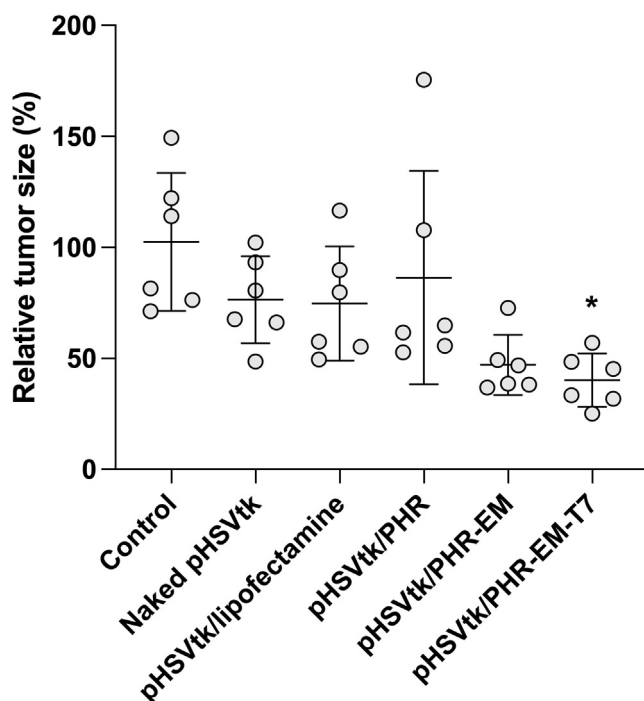 Relative tumor size (%)
200
150
100
50
0
*
Control
Naked pHSVtk
pHSVtk/lipofectamine
pHSVtk/PHR
pHSVtk/PHR-EM
pHSVtk/PHR-EM-T7